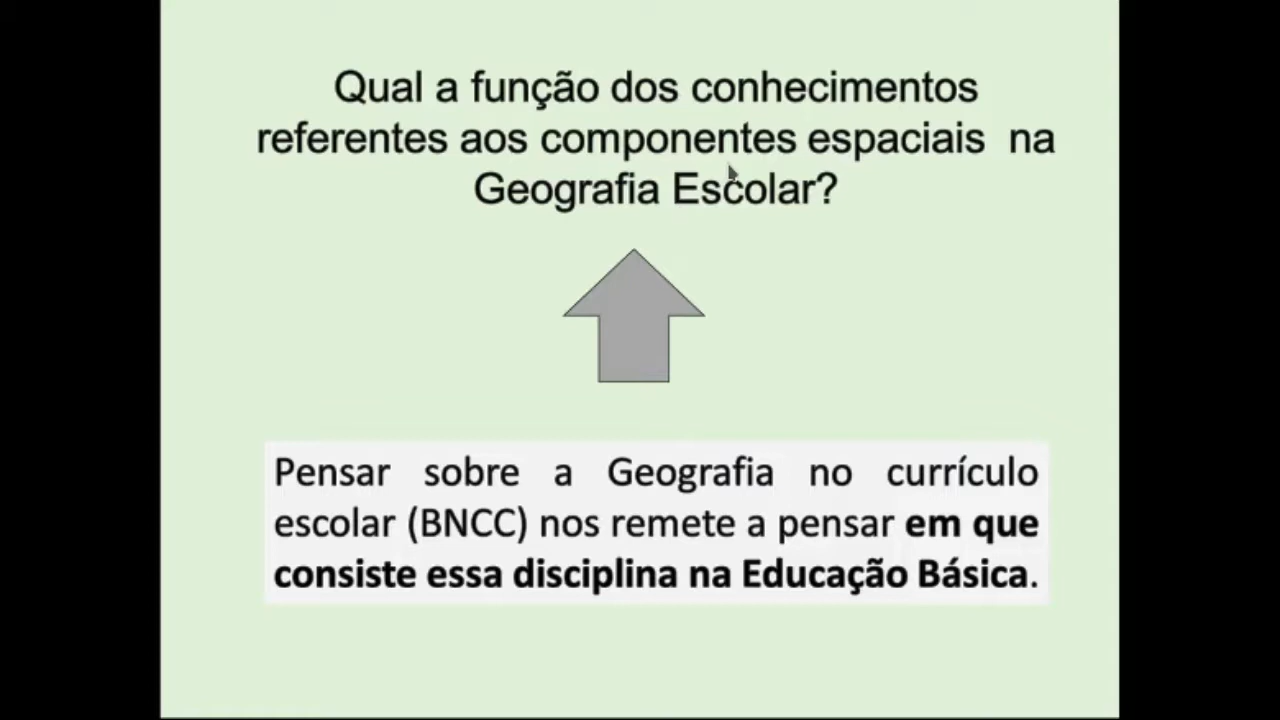 Qual a função dos conhecimentos
referentes aos componentes espaciais na
Geografia Escolar?
Pensar sobre a Geografia no currículo
escolar (BNCC) nos remete a pensar em que
consiste essa disciplina na Educação Básica.